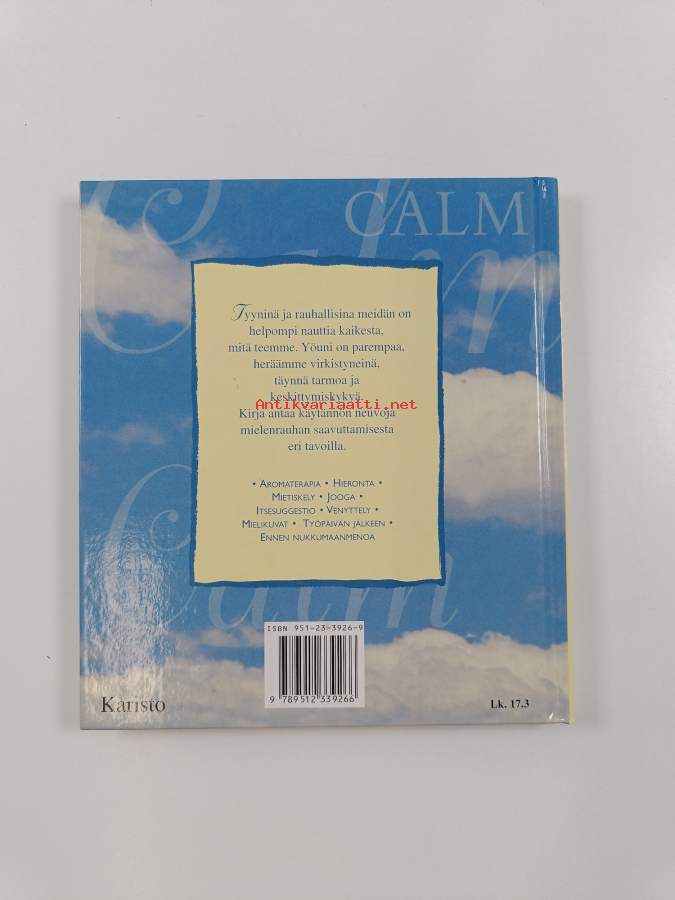 CALM
Calm
Tyyninä ja rauhallisina meidän on
helpompi nauttia kaikesta,
mitä teemme. Yöuni on parempaa,
heräämme virkistyneinä,
täynnä tarmoa ja
keskittymiskykyä.
Antikvariaatti.net
Kirja antaa käytännön neuvoja
mielenrauhan saavuttamisesta
eri tavoilla.
• AROMATERAPIA • HIERONTA •
MIETISKELY • JOOGA •
ITSESUGGESTIO • VENYTTELY •
MIELIKUVAT • TYÖPÄIVÄN JÄLKEEN •
ENNEN NUKKUMAANMENOA
Calm
ISBN 951-23-3926-9
9 789512 339266
Karisto
Lk. 17.3